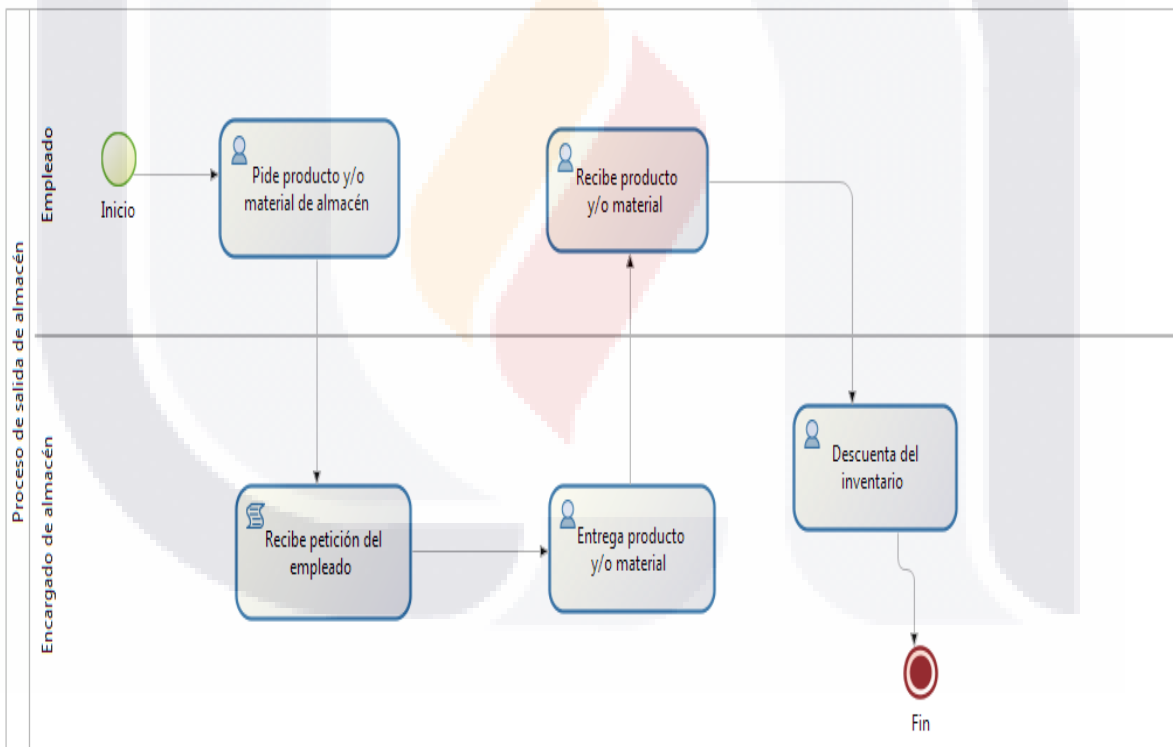 Proceso de salida de almacén
Empleado
Inicio
Pide producto y/o
material de almacén
Recibe producto
y/o material
Encargado de almacén
Recibe petición del
empleado
Entrega producto
y/o material
Descuenta del
inventario
Fin